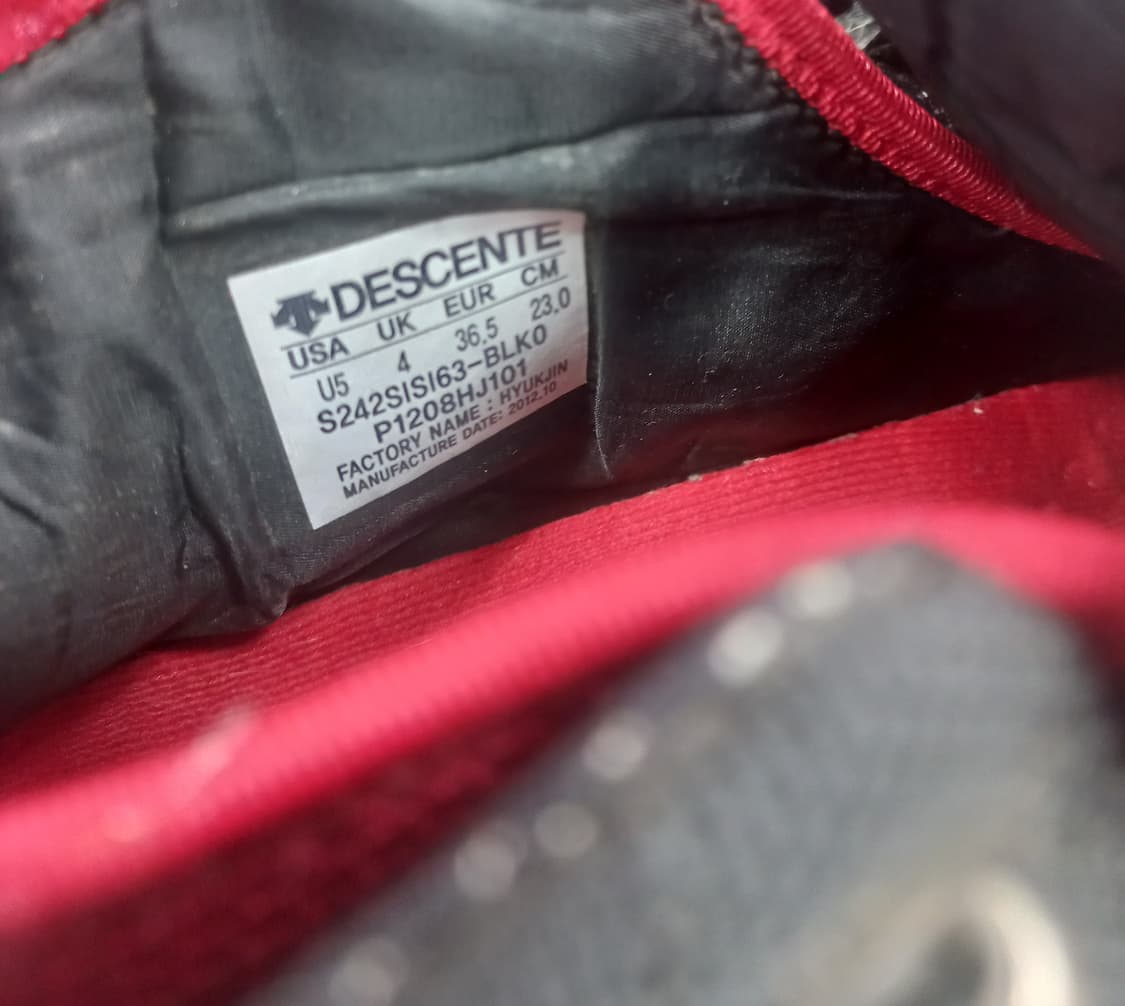 DESCENTE
USA UK EUR CM
U5 4 36.5 23.0
S242SISI63-BLK0
P1208HJ101
FACTORY NAME : HYUKJIN
MANUFACTURE DATE: 2012.10